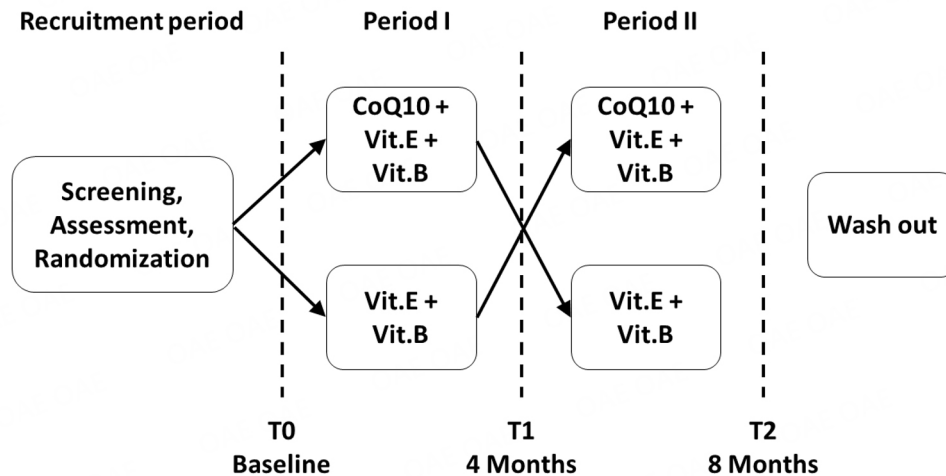 Recruitment period
Period I
Period II
Screening,
Assessment,
Randomization
CoQ10 +
Vit.E +
Vit.B
Vit.E +
Vit.B
CoQ10 +
Vit.E +
Vit.B
Vit.E +
Vit.B
Wash out
T0
Baseline
T1
4 Months
T2
8 Months